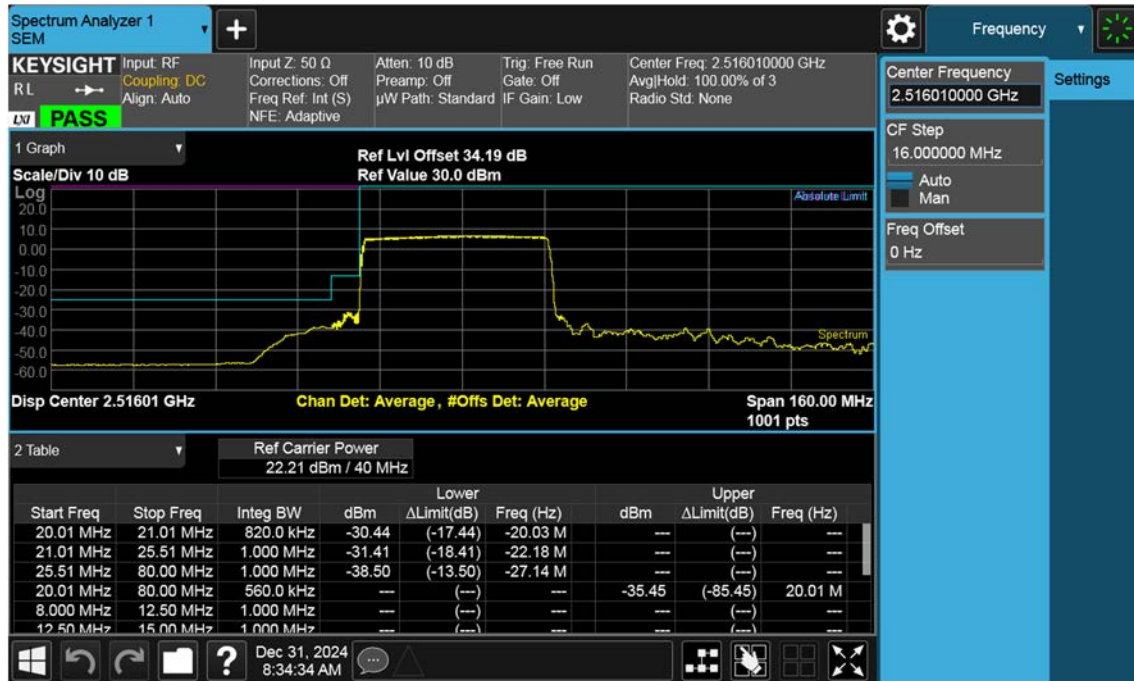 Spectrum Analyzer 1
SEM
+
Frequency
KEYSIGHT
RL
LXI
PASS
Input: RF
Coupling: DC
Align: Auto
Input Z: 50 Ω
Corrections: Off
Freq Ref: Int (S)
NFE: Adaptive
Atten: 10 dB
Preamp: Off
µW Path: Standard
Trig: Free Run
Gate: Off
IF Gain: Low
Center Freq: 2.516010000 GHz
Avg|Hold: 100.00% of 3
Radio Std: None
Center Frequency
2.516010000 GHz
Settings
CF Step
16.000000 MHz
Auto
Man
Freq Offset
0 Hz
1 Graph
Scale/Div 10 dB
Ref Lvl Offset 34.19 dB
Ref Value 30.0 dBm
Log
20.0
10.0
0.00
-10.0
-20.0
-30.0
-40.0
-50.0
-60.0
Absolute Limit
Spectrum
Disp Center 2.51601 GHz
Chan Det: Average, #Offs Det: Average
Span 160.00 MHz
1001 pts
2 Table
Ref Carrier Power
22.21 dBm / 40 MHz
Lower Upper
Start Freq Stop Freq Integ BW dBm ΔLimit(dB) Freq (Hz) dBm ΔLimit(dB) Freq (Hz)
20.01 MHz 21.01 MHz 820.0 kHz -30.44 (-17.44) -20.03 M --- (---) ---
21.01 MHz 25.51 MHz 1.000 MHz -31.41 (-18.41) -22.18 M --- (---) ---
25.51 MHz 80.00 MHz 1.000 MHz -38.50 (-13.50) -27.14 M --- (---) ---
20.01 MHz 80.00 MHz 560.0 kHz --- (---) --- -35.45 (-85.45) 20.01 M
8.000 MHz 12.50 MHz 1.000 MHz --- (---) --- --- (---) ---
12.50 MHz 15.00 MHz 1.000 MHz --- (---) --- --- (---) ---
?
Dec 31, 2024
8:34:34 AM